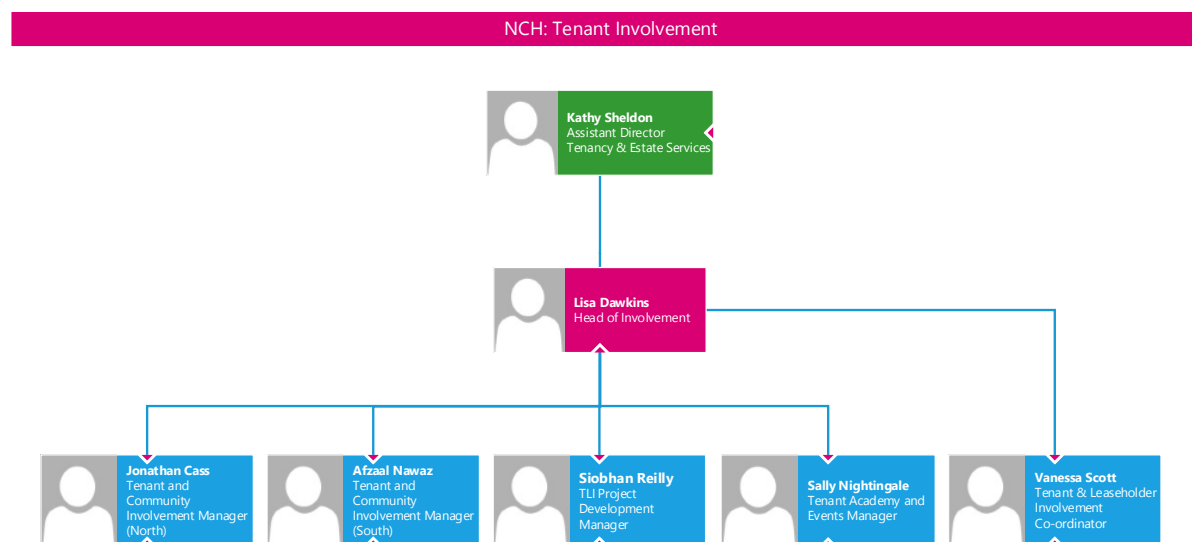 NCH: Tenant Involvement
Kathy Sheldon
Assistant Director
Tenancy & Estate Services
Lisa Dawkins
Head of Involvement
Jonathan Cass
Tenant and
Community
Involvement Manager
(North)
Afzaal Nawaz
Tenant and
Community
Involvement Manager
(South)
Siobhan Reilly
TLI Project
Development
Manager
Sally Nightingale
Tenant Academy and
Events Manager
Vanessa Scott
Tenant & Leaseholder
Involvement
Co-ordinator